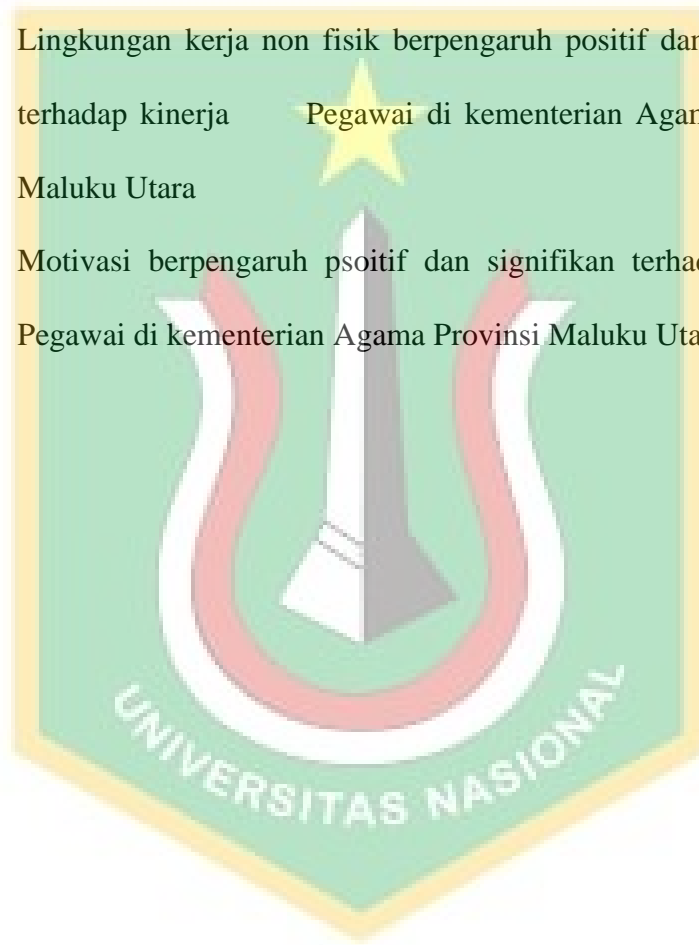 Lingkungan kerja non fisik berpengaruh positif dan
terhadap kinerja Pegawai di kementerian Agam
Maluku Utara
Motivasi berpengaruh psoitif dan signifikan terhad
Pegawai di kementerian Agama Provinsi Maluku Uta
UNIVERSITAS NASIONAL